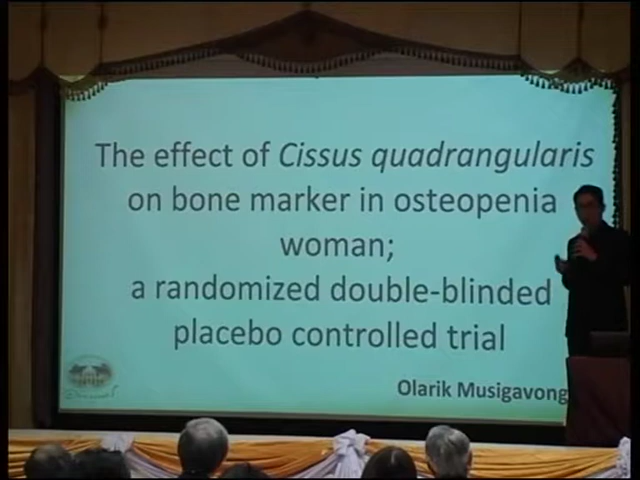 The effect of Cissus quadrangularis
on bone marker in osteopenia
woman;
a randomized double-blinded
placebo controlled trial
Olarik Musigavong